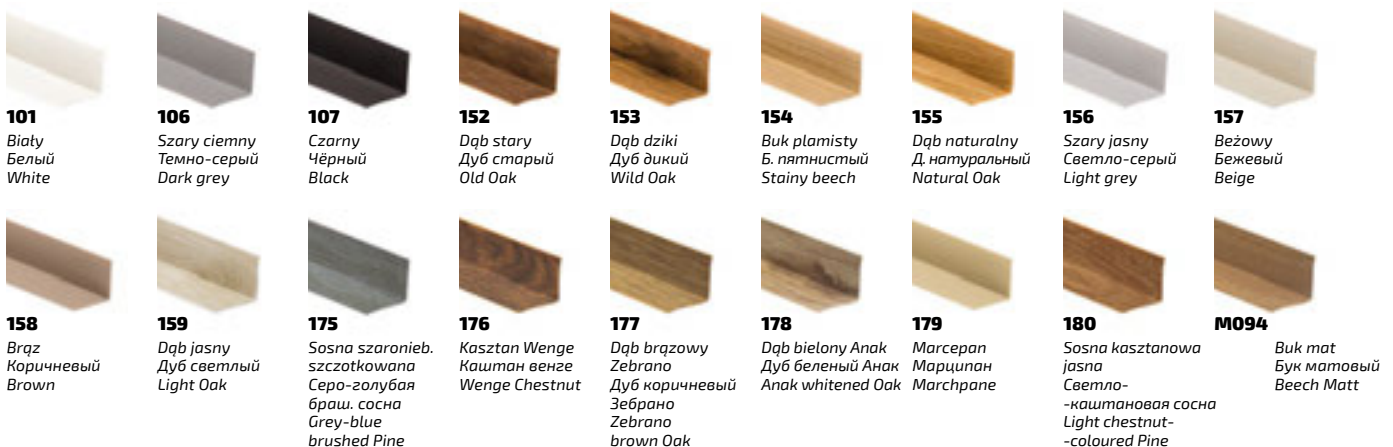 101
Biały
Белый
White
106
Szary ciemny
Темно-серый
Dark grey
107
Czarny
Чёрный
Black
152
Dąb stary
Дуб старый
Old Oak
153
Dąb dziki
Дуб дикий
Wild Oak
154
Buk plamisty
Б. пятнистый
Stainy beech
155
Dąb naturalny
Д. натуральный
Natural Oak
156
Szary jasny
Светло-серый
Light grey
157
Beżowy
Бежевый
Beige
158
Brąz
Коричневый
Brown
159
Dąb jasny
Дуб светлый
Light Oak
175
Sosna szaronieb.
szczotkowana
Серо-голубая
браш. сосна
Grey-blue
brushed Pine
176
Kasztan Wenge
Каштан венге
Wenge Chestnut
177
Dąb brązowy
Zebrano
Дуб коричневый
Зебрано
Zebrano
brown Oak
178
Dąb bielony Anak
Дуб беленый Анак
Anak whitened Oak
179
Marcepan
Марципан
Marchpane
180
Sosna kasztanowa
jasna
Светло-
-каштановая сосна
Light chestnut-
-coloured Pine
M094
Buk mat
Бук матовый
Beech Matt